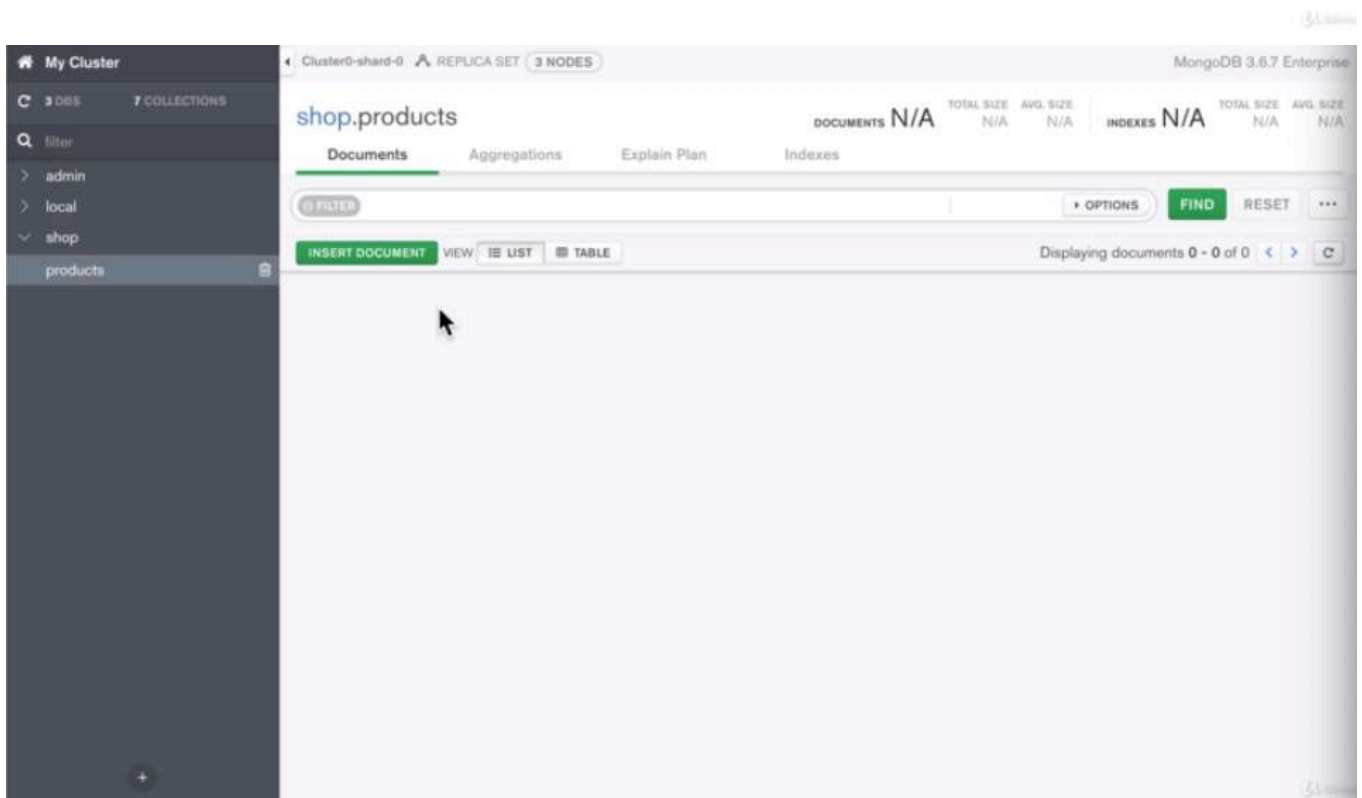 My Cluster
Cluster0-shard-0 REPLICA SET 3 NODES
MongoDB 3.6.7 Enterprise
3 DBS 7 COLLECTIONS
filter
admin
local
shop
products
shop.products
DOCUMENTS N/A TOTAL SIZE N/A AVG. SIZE N/A
INDEXES N/A TOTAL SIZE N/A AVG. SIZE N/A
Documents Aggregations Explain Plan Indexes
FILTER OPTIONS FIND RESET ...
INSERT DOCUMENT VIEW LIST TABLE
Displaying documents 0 - 0 of 0